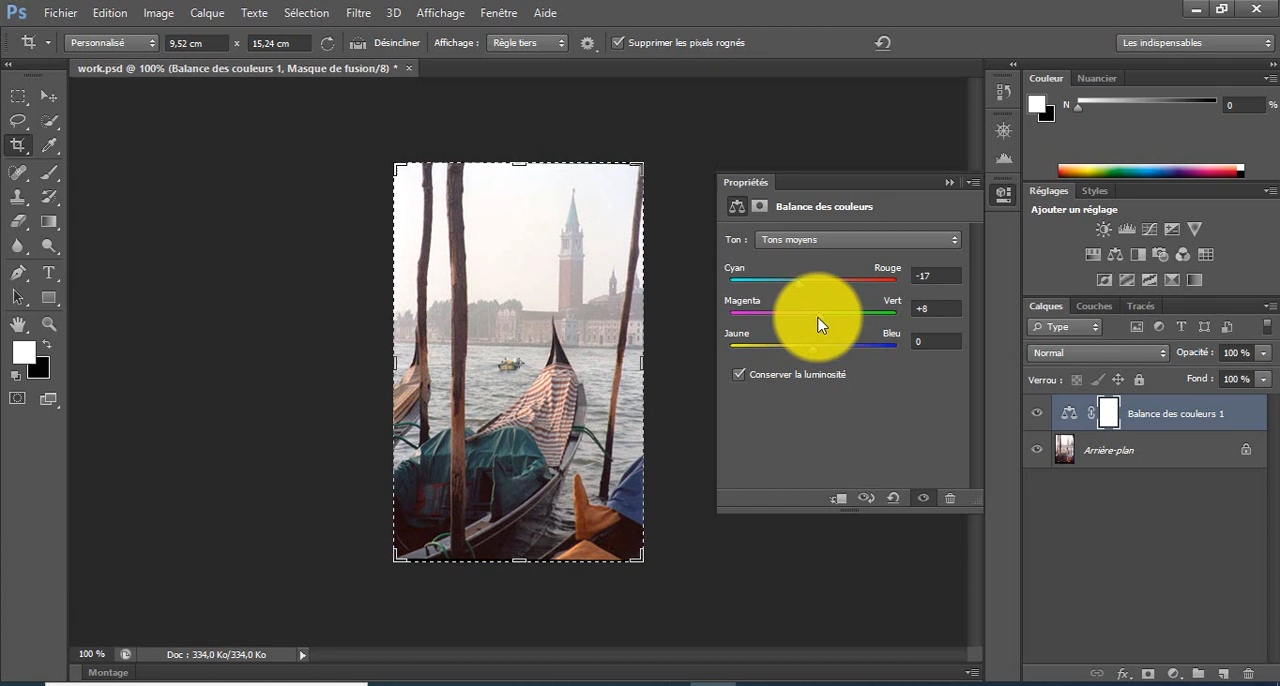 Ps Fichier Edition Image Calque Texte Sélection Filtre 3D Affichage Fenêtre Aide
Personnalisé 9,52 cm x 15,24 cm Désincliner Affichage : Règle tiers Supprimer les pixels rognés Les indispensables
work.psd @ 100% (Balance des couleurs 1, Masque de fusion/8) * ×
Couleur Nuancier
N 0 %
Propriétés
Balance des couleurs
Ton : Tons moyens
Cyan Rouge -17
Magenta Vert +8
Jaune Bleu 0
Conserver la luminosité
Réglages Styles
Ajouter un réglage
Calques Couches Tracés
Type
Normal Opacité : 100 %
Verrou : Fond : 100 %
Balance des couleurs 1
Arrière-plan
fx
100 % Doc : 334,0 Ko/334,0 Ko
Montage